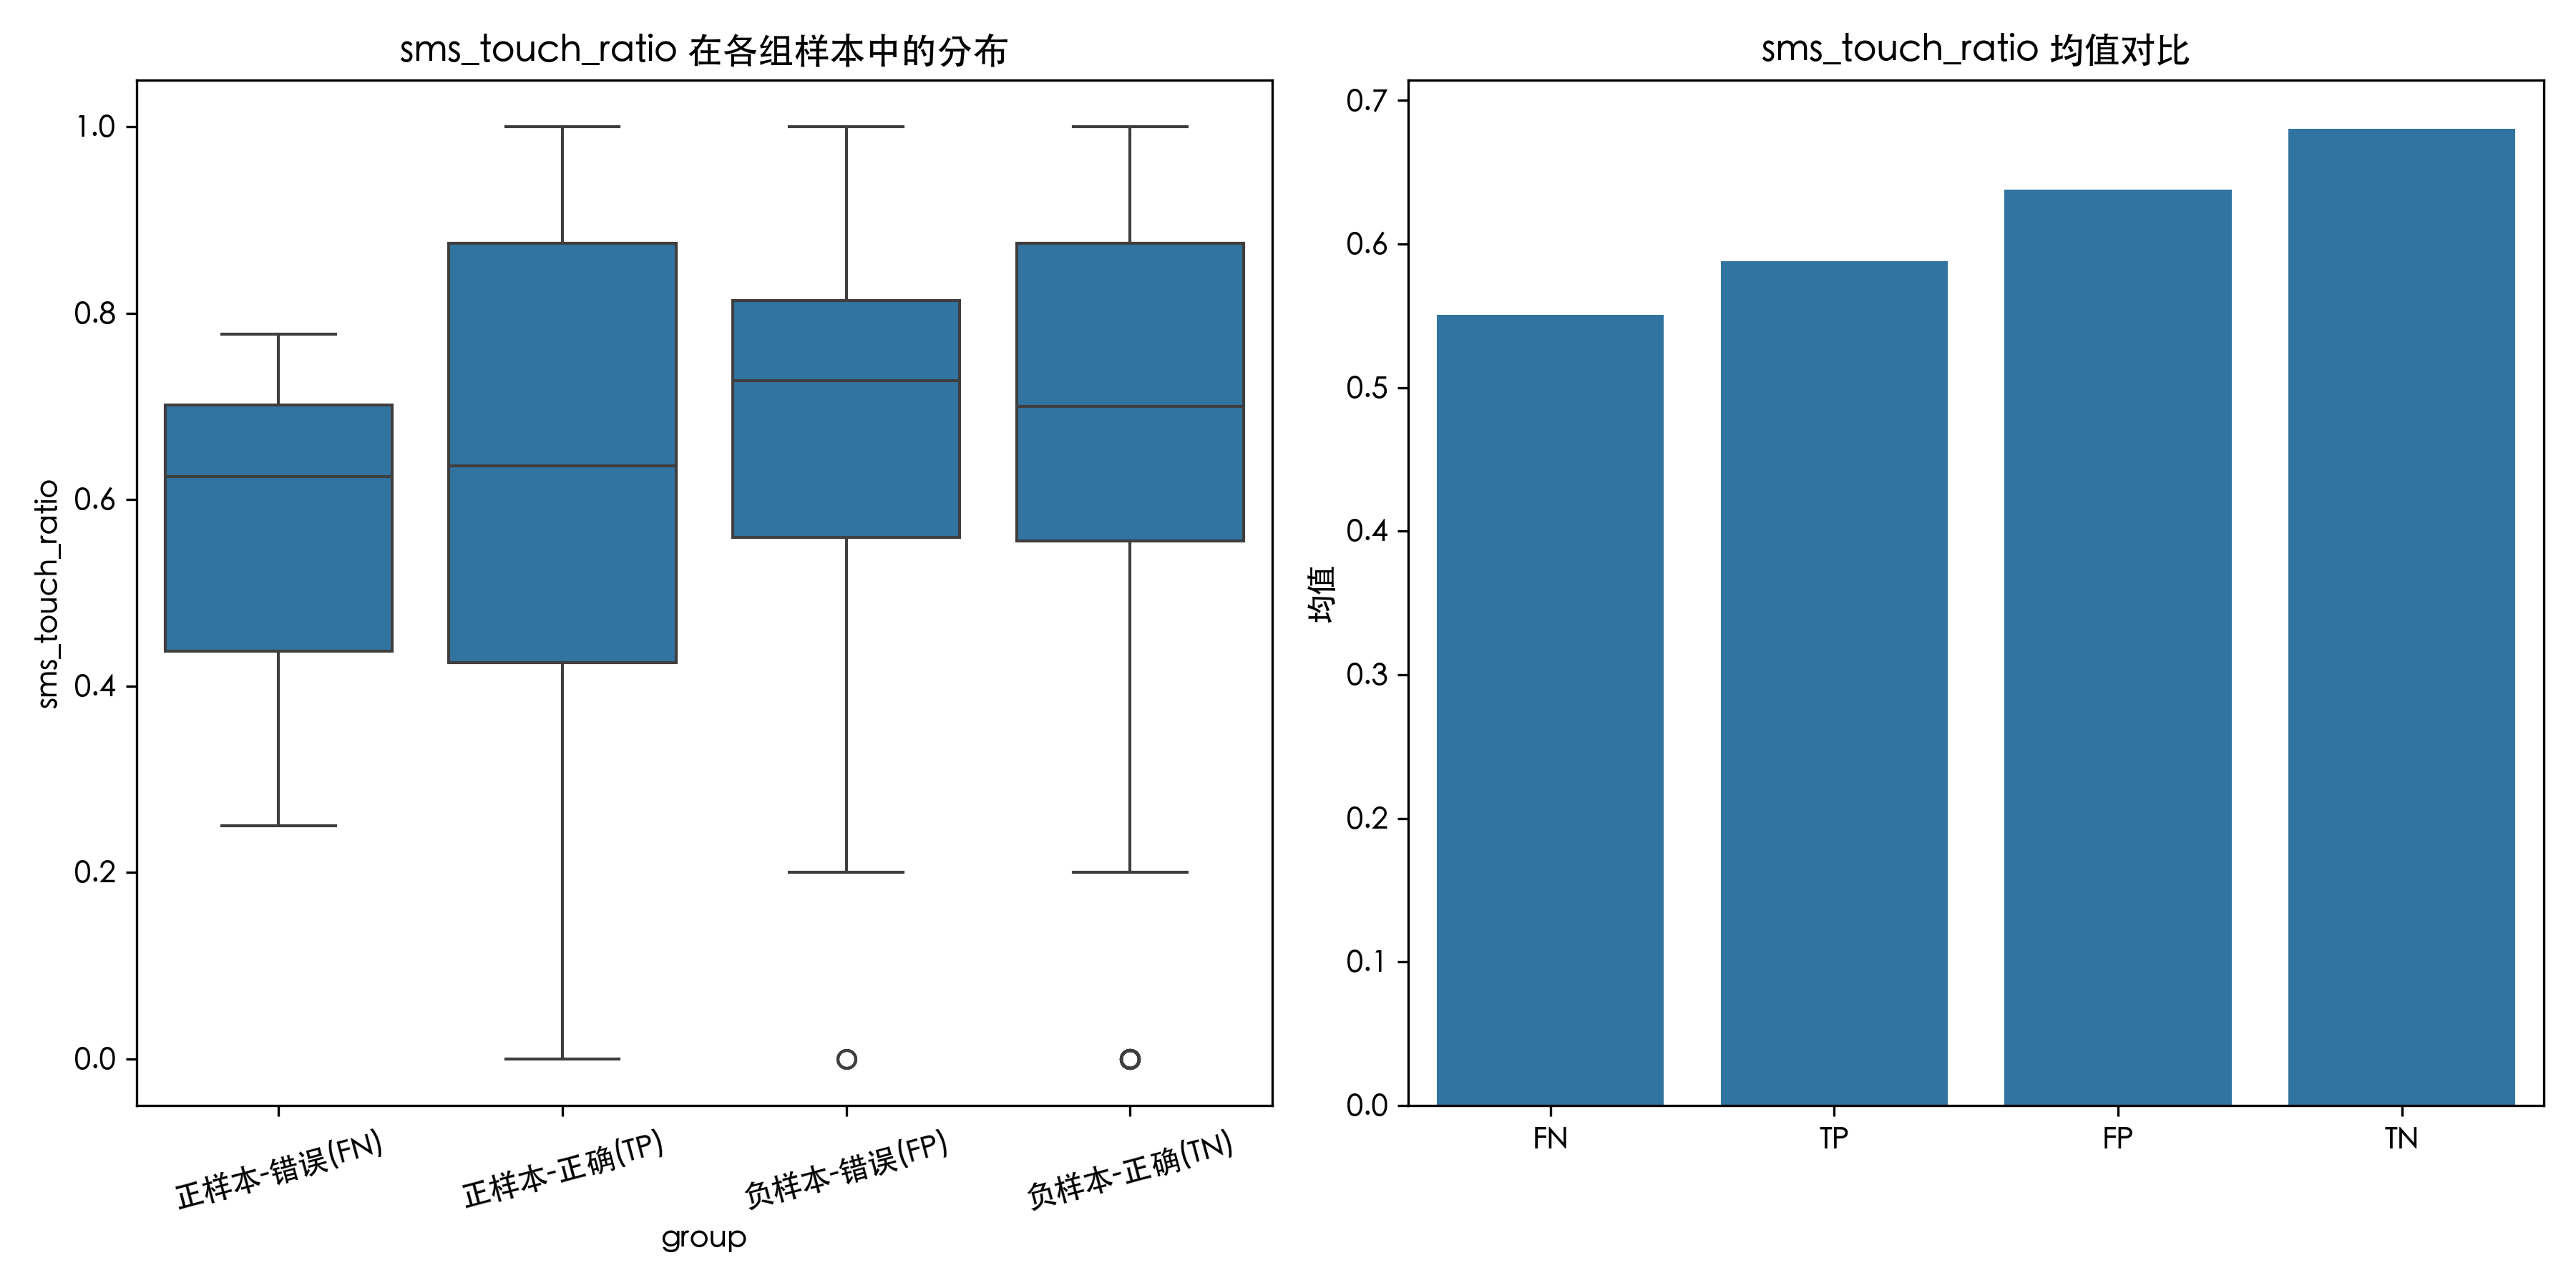 sms_touch_ratio 在各组样本中的分布
sms_touch_ratio
1.0
0.8
0.6
0.4
0.2
0.0
正样本-错误(FN)
正样本-正确(TP)
负样本-错误(FP)
负样本-正确(TN)
group
sms_touch_ratio 均值对比
均值
0.7
0.6
0.5
0.4
0.3
0.2
0.1
0.0
FN
TP
FP
TN